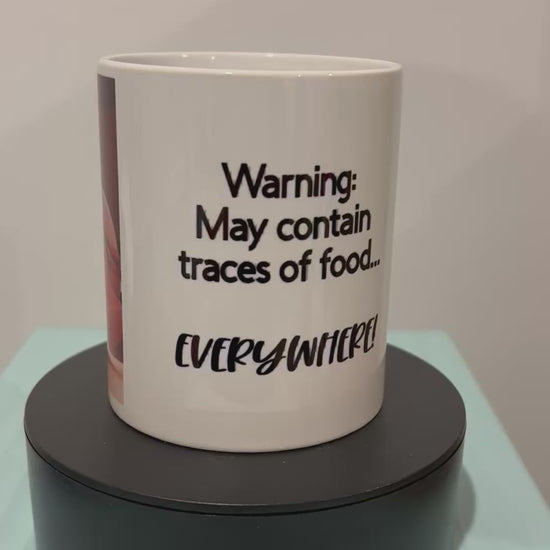 Warning:
May contain
traces of food...
EVERYWHERE!